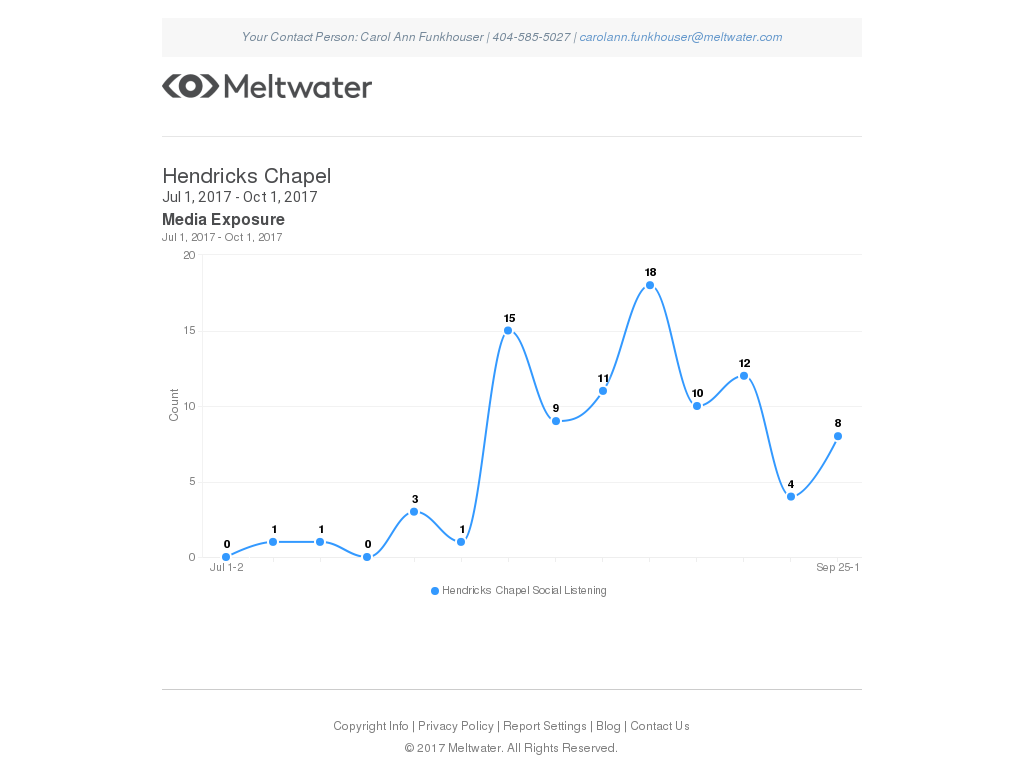 Your Contact Person: Carol Ann Funkhouser | 404-585-5027 | carolann.funkhouser@meltwater.com
Meltwater
Hendricks Chapel
Jul 1, 2017 - Oct 1, 2017
Media Exposure
Jul 1, 2017 - Oct 1, 2017
20
18
15
15
12
11
10
10
9
8
Count
5
4
3
1
1
1
0
0
0
Jul 1-2
Sep 25-1
Hendricks Chapel Social Listening
Copyright Info | Privacy Policy | Report Settings | Blog | Contact Us
© 2017 Meltwater. All Rights Reserved.